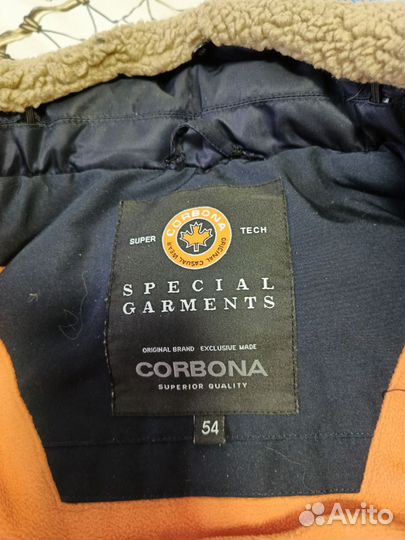 CORBONA
ORIGINAL CASUAL WEAR
SUPER TECH
SPECIAL
GARMENTS
ORIGINAL BRAND EXCLUSIVE MADE
CORBONA
SUPERIOR QUALITY
54
Avito